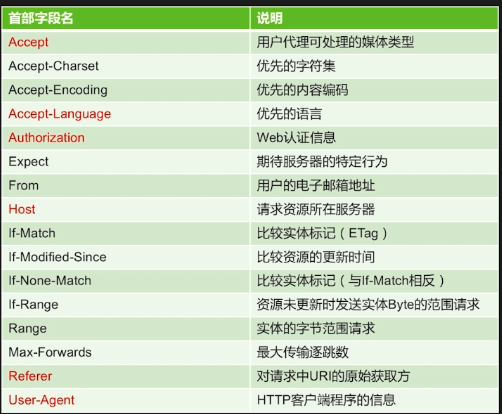 首部字段名 说明
Accept 用户代理可处理的媒体类型
Accept-Charset 优先的字符集
Accept-Encoding 优先的内容编码
Accept-Language 优先的语言
Authorization Web认证信息
Expect 期待服务器的特定行为
From 用户的电子邮箱地址
Host 请求资源所在服务器
If-Match 比较实体标记（ETag）
If-Modified-Since 比较资源的更新时间
If-None-Match 比较实体标记（与If-Match相反）
If-Range 资源未更新时发送实体Byte的范围请求
Range 实体的字节范围请求
Max-Forwards 最大传输逐跳数
Referer 对请求中URI的原始获取方
User-Agent HTTP客户端程序的信息